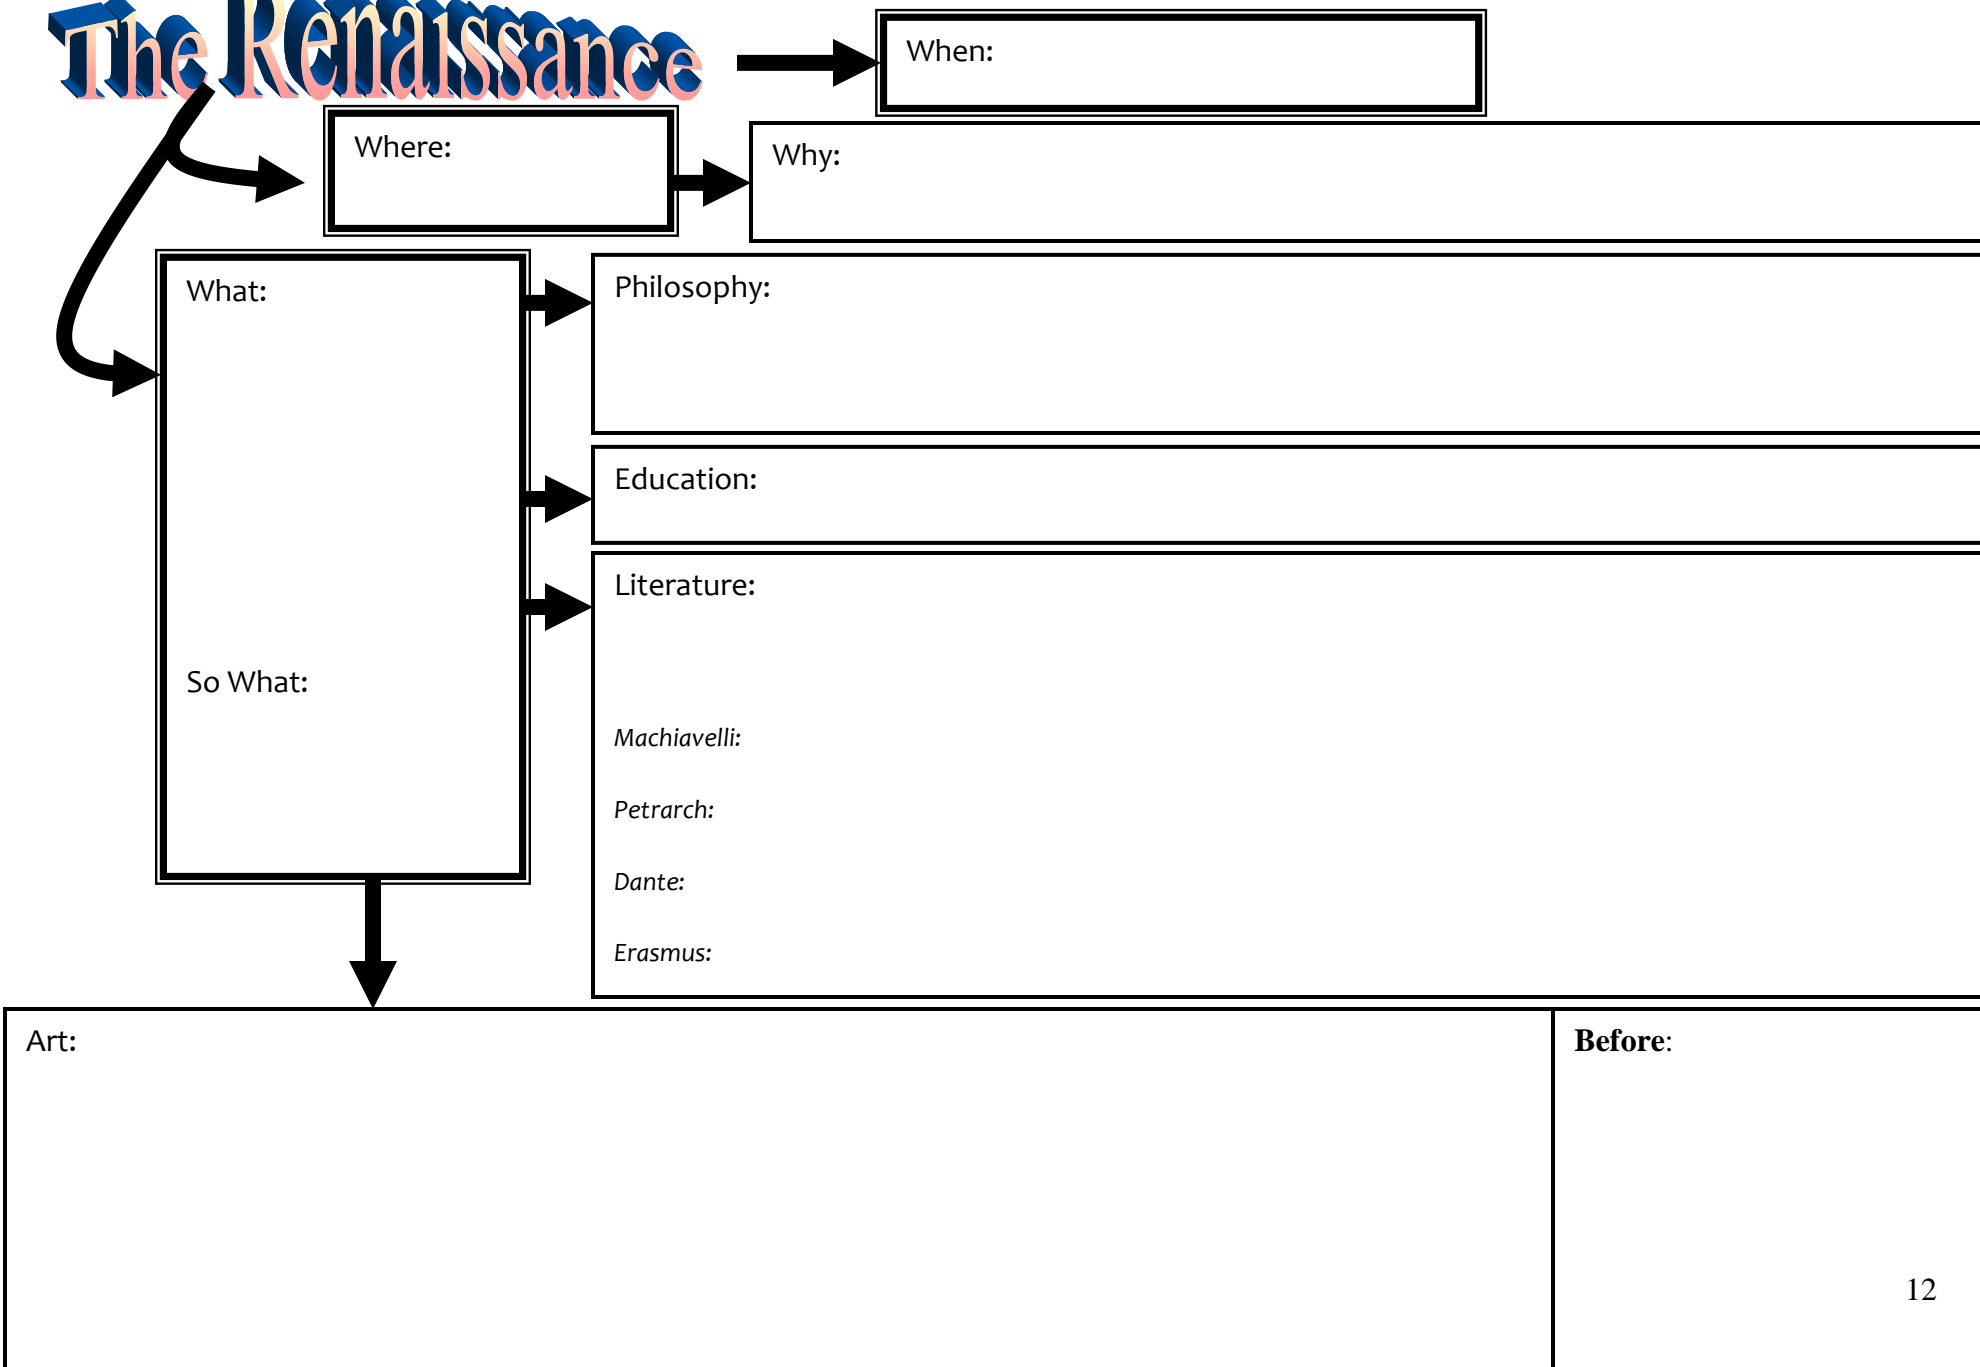 The Renaissance
When:
Where:
Why:
What:
Philosophy:
Education:
Literature:
So What:
Machiavelli:
Petrarch:
Dante:
Erasmus:
Art:
Before:
12